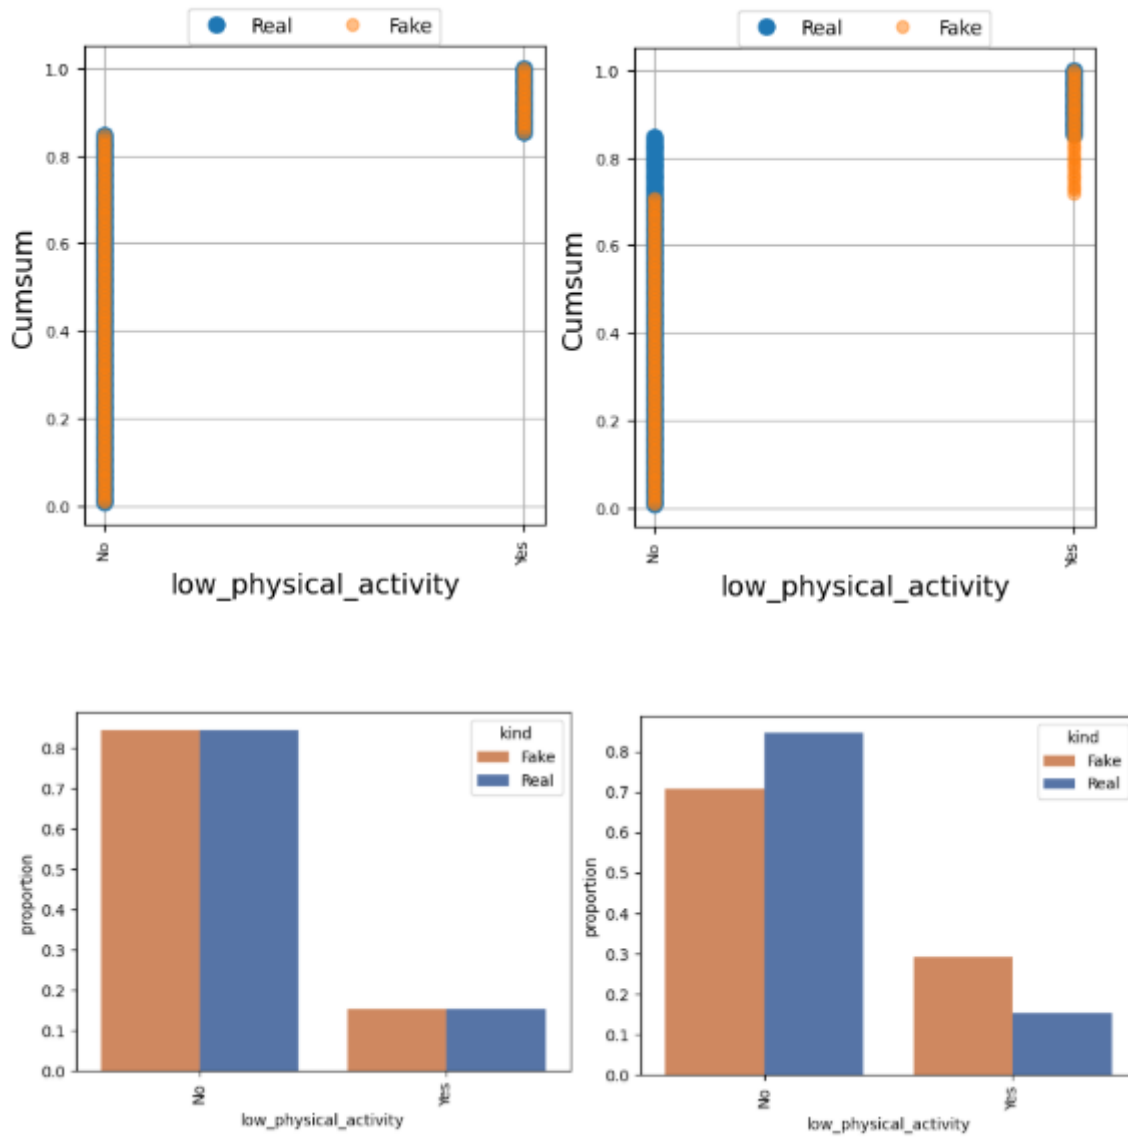 Real Fake
1.0
0.8
0.6
0.4
0.2
0.0
Cumsum
No Yes
low_physical_activity
Real Fake
1.0
0.8
0.6
0.4
0.2
0.0
Cumsum
No Yes
low_physical_activity
kind
Fake
Real
0.8
0.7
0.6
0.5
0.4
0.3
0.2
0.1
0.0
proportion
No Yes
low_physical_activity
kind
Fake
Real
0.8
0.7
0.6
0.5
0.4
0.3
0.2
0.1
0.0
proportion
No Yes
low_physical_activity